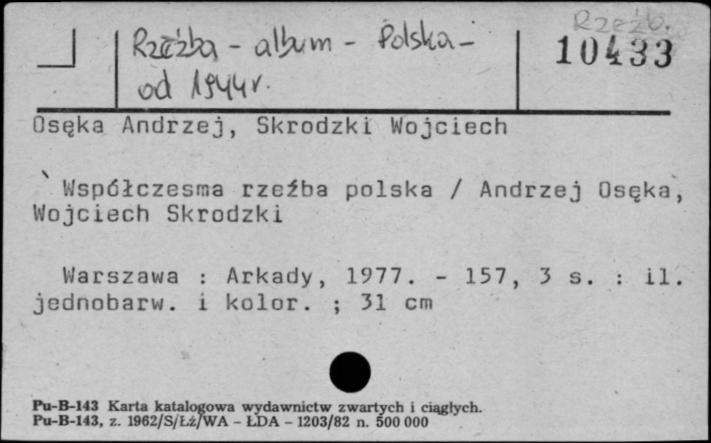 Rzeźb.
Rzeźba - album - Polska -
od 1944r.
10433
Osęka Andrzej, Skrodzki Wojciech
Współczesma rzeźba polska / Andrzej Osęka,
Wojciech Skrodzki
Warszawa : Arkady, 1977. - 157, 3 s. : il.
jednobarw. i kolor. ; 31 cm
Pu-B-143 Karta katalogowa wydawnictw zwartych i ciągłych.
Pu-B-143, z. 1962/S/Łż/WA - ŁDA - 1203/82 n. 500 000